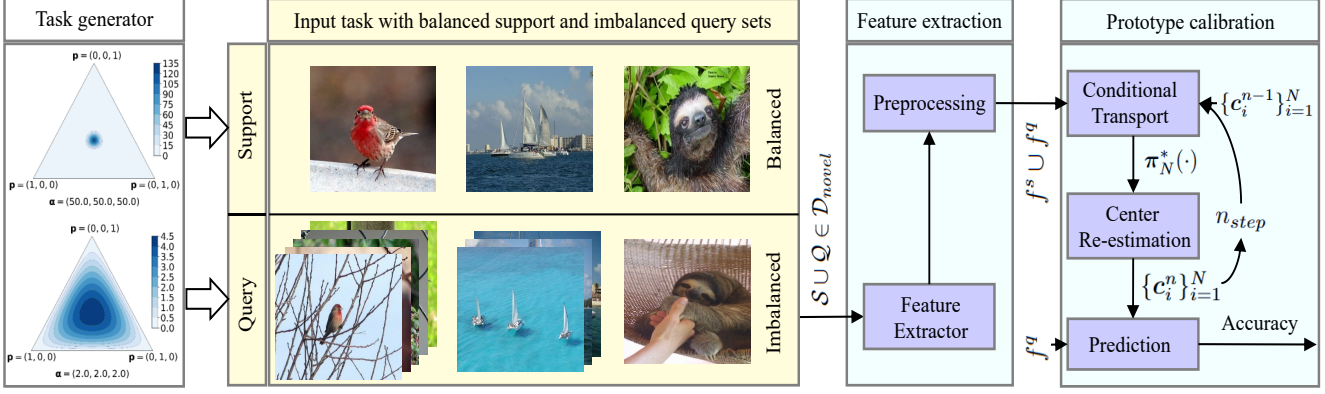 Task generator
Input task with balanced support and imbalanced query sets
Feature extraction
Prototype calibration
p = (0, 0, 1)
135
120
105
90
75
60
45
30
15
0
p = (1, 0, 0)
p = (0, 1, 0)
α = (50.0, 50.0, 50.0)
p = (0, 0, 1)
4.5
4.0
3.5
3.0
2.5
2.0
1.5
1.0
0.5
0.0
p = (1, 0, 0)
p = (0, 1, 0)
α = (2.0, 2.0, 2.0)
Support
Balanced
Query
Imbalanced
𝒮 ∪ 𝒬 ∈ 𝒟_{novel}
Preprocessing
Feature
Extractor
f^s ∪ f^q
Conditional
Transport
{c_i^{n−1}}_{i=1}^N
π_N^*(·)
Center
Re-estimation
n_{step}
{c_i^n}_{i=1}^N
f^q
Prediction
Accuracy